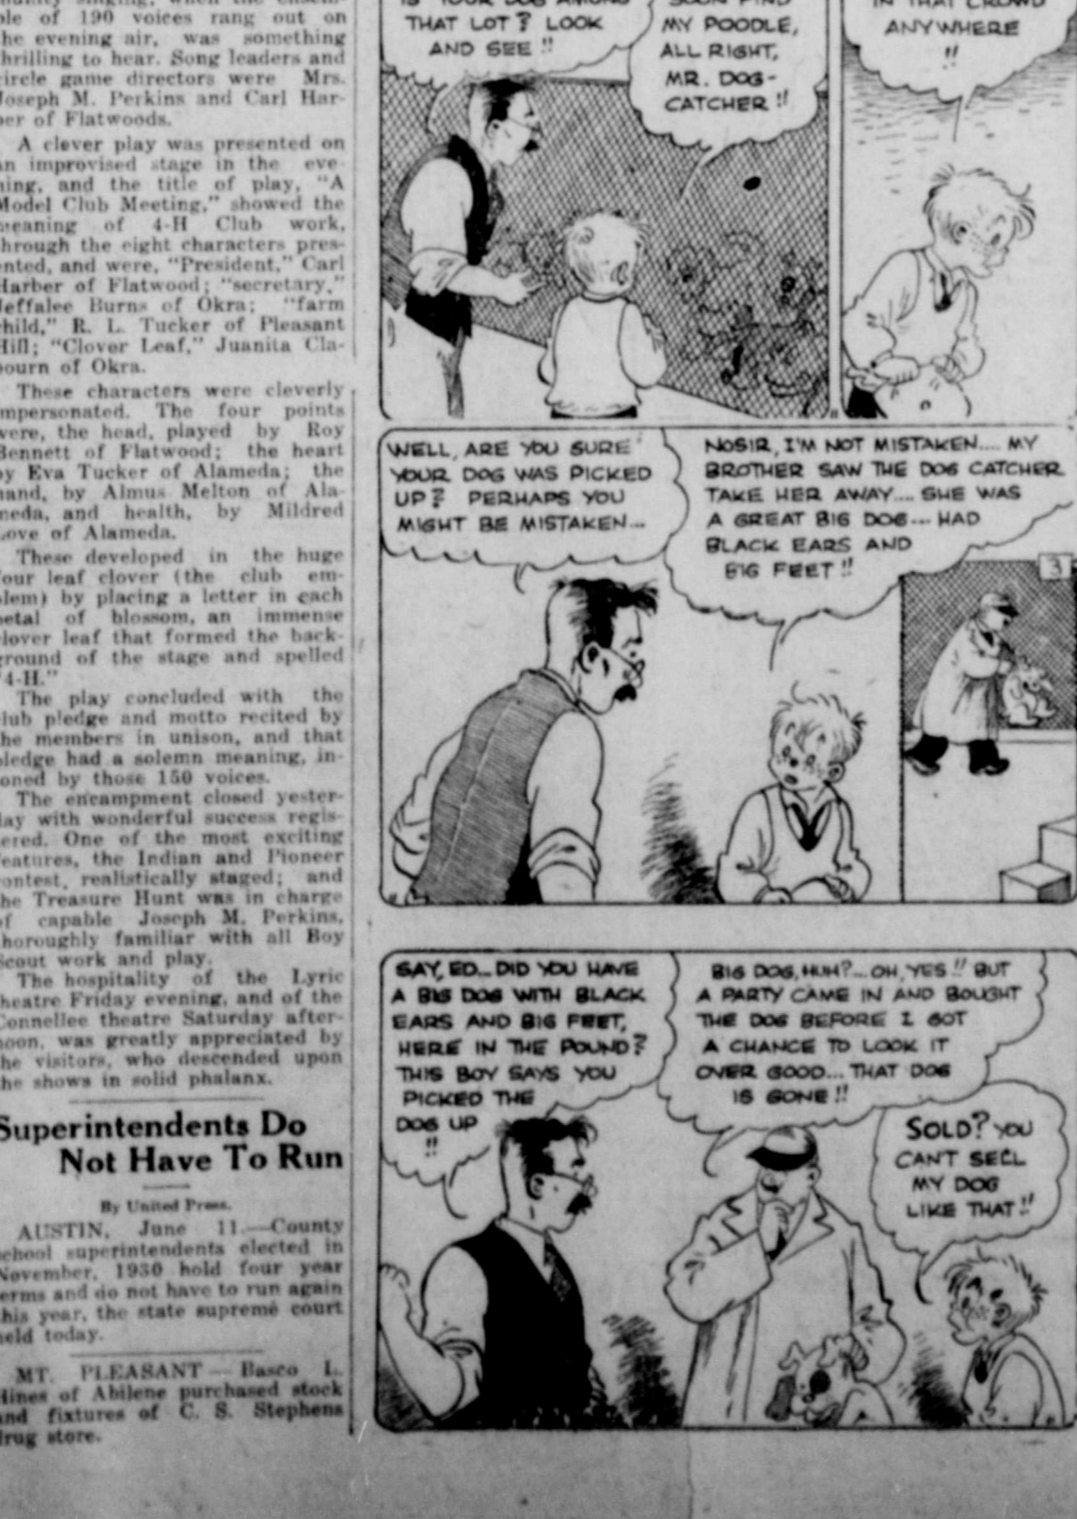 ple of 190 voices rang out on
the evening air, was something
thrilling to hear. Song leaders and
circle game directors were Mrs.
Joseph M. Perkins and Carl Har-
ber of Flatwoods.
A clever play was presented on
an improvised stage in the eve-
ning, and the title of play, "A
Model Club Meeting," showed the
meaning of 4-H Club work,
through the eight characters pres-
ented, and were, "President," Carl
Harber of Flatwood; "secretary,"
Jeffalee Burns of Okra; "farm
child," R. L. Tucker of Pleasant
Hill; "Clover Leaf," Juanita Cla-
bourn of Okra.
These characters were cleverly
impersonated. The four points
were, the head, played by Roy
Bennett of Flatwood; the heart
by Eva Tucker of Alameda; the
hand, by Almus Melton of Ala-
meda, and health, by Mildred
Love of Alameda.
These developed in the huge
four leaf clover (the club em-
blem) by placing a letter in each
petal of blossom, an immense
clover leaf that formed the back-
ground of the stage and spelled
"4-H."
The play concluded with the
club pledge and motto recited by
the members in unison, and that
pledge had a solemn meaning, in-
toned by those 150 voices.
The encampment closed yester-
day with wonderful success regis-
tered. One of the most exciting
features, the Indian and Pioneer
contest, realistically staged; and
the Treasure Hunt was in charge
of capable Joseph M. Perkins,
thoroughly familiar with all Boy
Scout work and play.
The hospitality of the Lyric
theatre Friday evening, and of the
Connellee theatre Saturday after-
noon, was greatly appreciated by
the visitors, who descended upon
the shows in solid phalanx.
Superintendents Do
Not Have To Run
By United Press.
AUSTIN, June 11.—County
school superintendents elected in
November, 1930 hold four year
terms and do not have to run again
this year, the state supreme court
held today.
MT. PLEASANT — Basco L.
Hines of Abilene purchased stock
and fixtures of C. S. Stephens
drug store.
IS YOUR DOG AMONG
THAT LOT? LOOK
AND SEE!!
SOON FIND
MY POODLE,
ALL RIGHT,
MR. DOG-
CATCHER!!
IN THAT CROWD
ANYWHERE
!!
WELL, ARE YOU SURE
YOUR DOG WAS PICKED
UP? PERHAPS YOU
MIGHT BE MISTAKEN...
NOSIR, I'M NOT MISTAKEN.... MY
BROTHER SAW THE DOG CATCHER
TAKE HER AWAY.... SHE WAS
A GREAT BIG DOG... HAD
BLACK EARS AND
BIG FEET!!
3
SAY, ED... DID YOU HAVE
A BIG DOG WITH BLACK
EARS AND BIG FEET,
HERE IN THE POUND?
THIS BOY SAYS YOU
PICKED THE
DOG UP
!!
BIG DOG, HUH?... OH, YES!! BUT
A PARTY CAME IN AND BOUGHT
THE DOG BEFORE I GOT
A CHANCE TO LOOK IT
OVER GOOD... THAT DOG
IS GONE!!
SOLD? YOU
CAN'T SELL
MY DOG
LIKE THAT!!